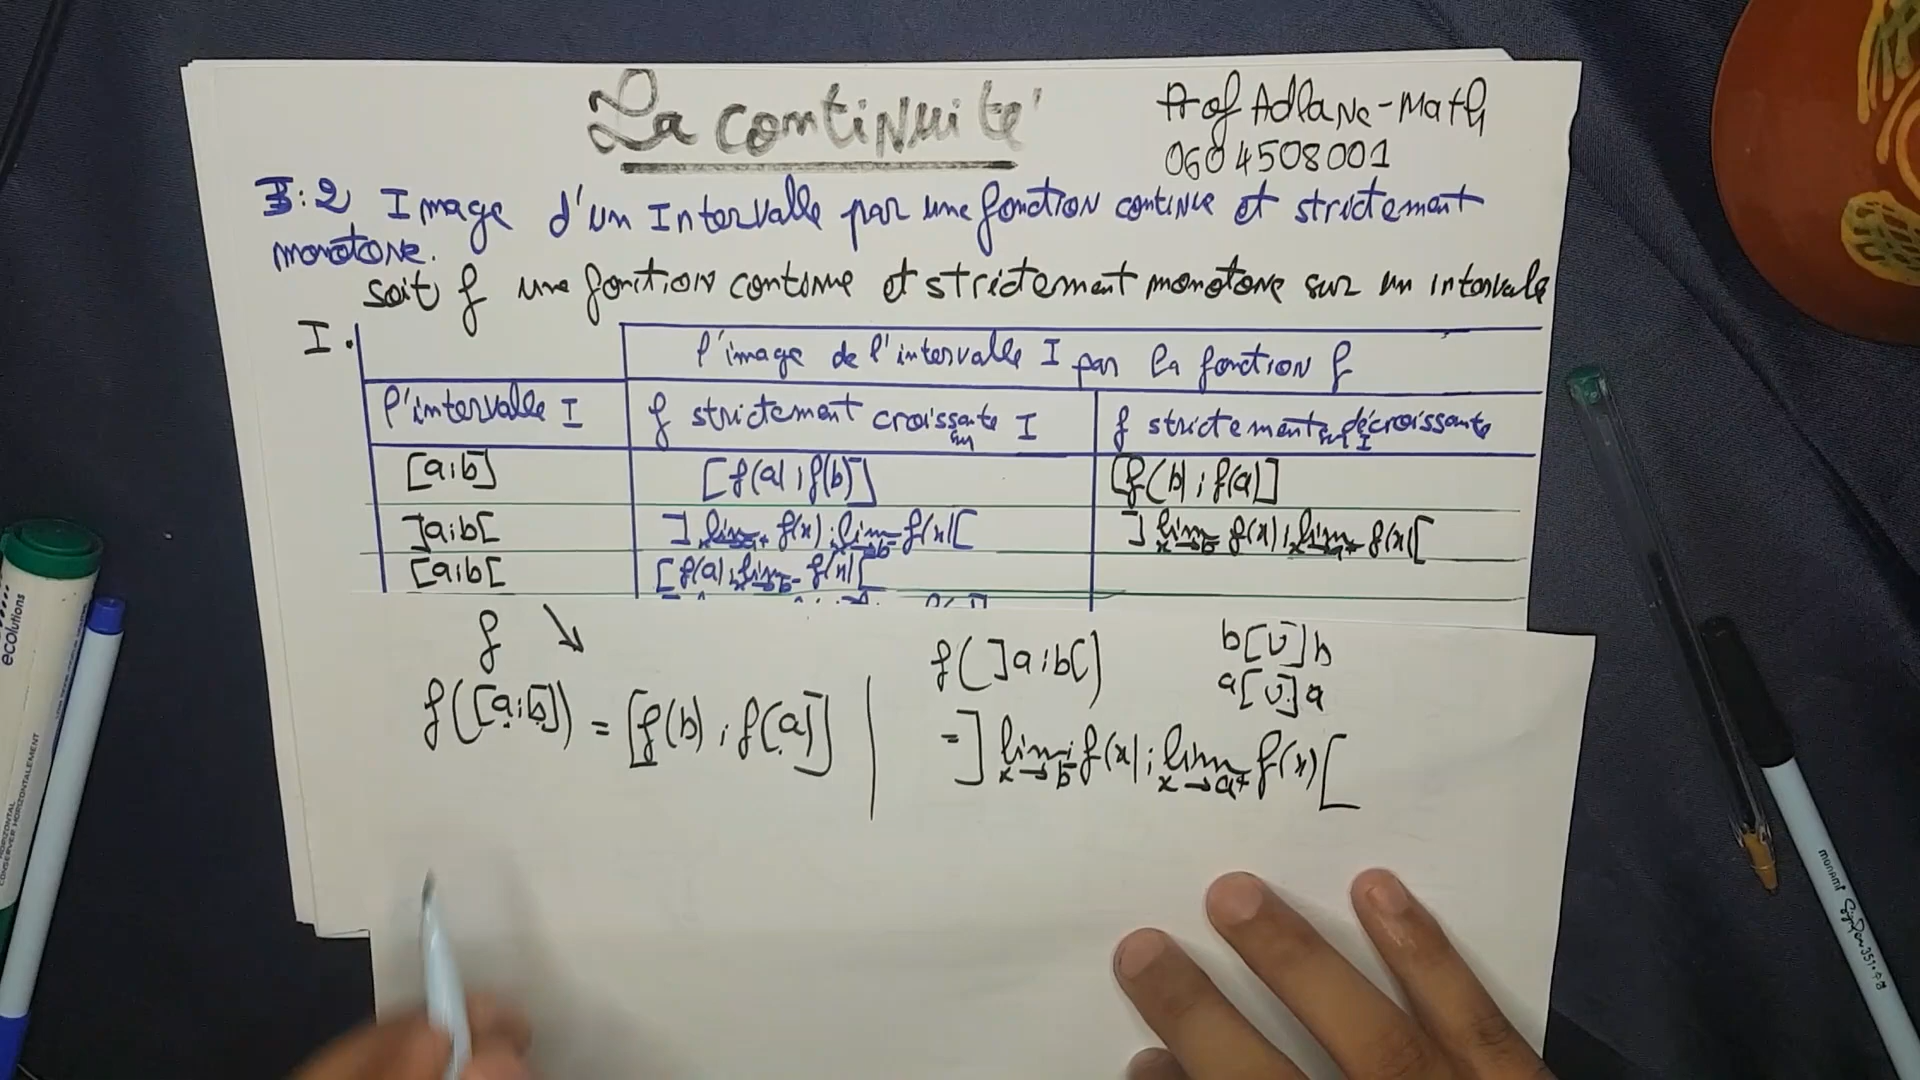 La continuité
Prof Adlane-Math
0604508001
3:2 Image d'un Intervalle par une fonction continue et strictement
monotone.
soit f une fonction continue et strictement monotone sur un intervalle
I.
l'image de l'intervalle I par la fonction f
l'intervalle I
f strictement croissante sur I
f strictement décroissante sur I
[a;b]
[f(a);f(b)]
[f(b);f(a)]
]a;b[
]lim x→a+ f(x);lim x→b- f(x)[
]lim x→b- f(x);lim x→a+ f(x)[
[a;b[
[f(a);lim x→b- f(x)[
f ↘
f([a;b]) = [f(b);f(a)]
f(]a;b[)
b[U]b
a[U]a
=]lim x→b- f(x);lim x→a+ f(x)[
ecolutions
monami